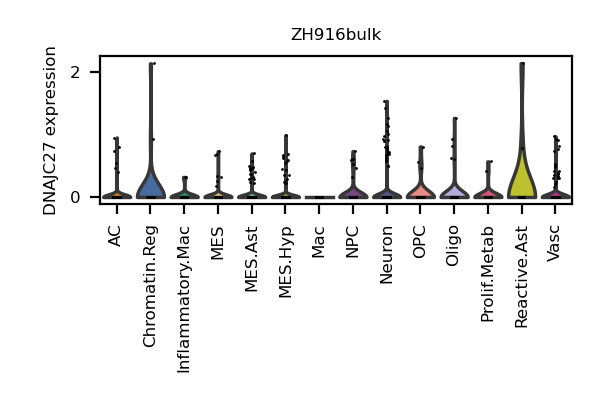 ZH916bulk
DNAJC27 expression
2
0
AC
Chromatin.Reg
Inflammatory.Mac
MES
MES.Ast
MES.Hyp
Mac
NPC
Neuron
OPC
Oligo
Prolif.Metab
Reactive.Ast
Vasc